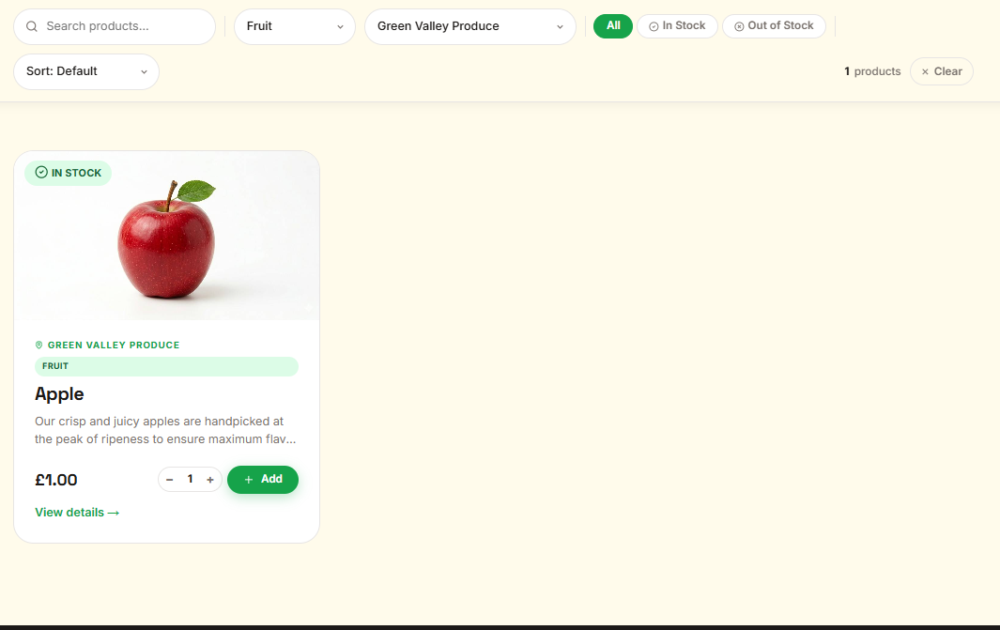 Search products...
Fruit
Green Valley Produce
All
In Stock
Out of Stock
Sort: Default
1 products
× Clear
IN STOCK
GREEN VALLEY PRODUCE
FRUIT
Apple
Our crisp and juicy apples are handpicked at
the peak of ripeness to ensure maximum flav...
£1.00
− 1 +
+ Add
View details →